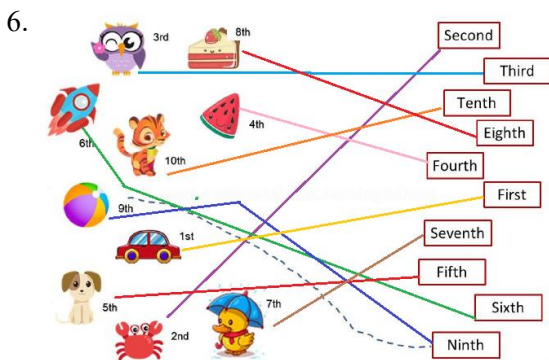 6.
3rd
8th
Second
Third
Tenth
4th
Eighth
6th
10th
Fourth
First
9th
1st
Seventh
Fifth
5th
7th
Sixth
2nd
Ninth